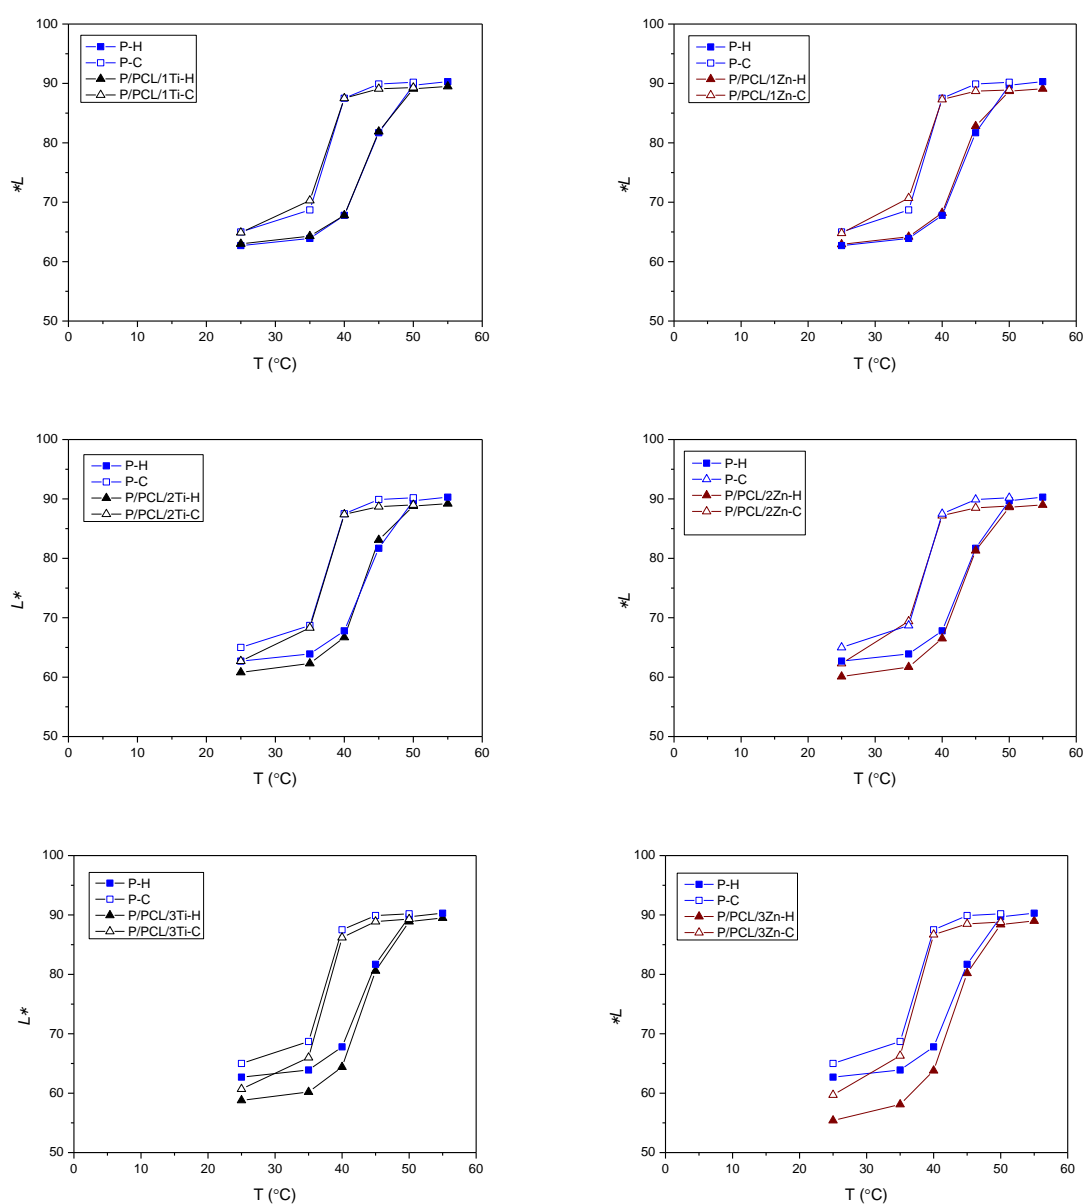 100
90
80
70
60
50
*L
P-H
P-C
P/PCL/1Ti-H
P/PCL/1Ti-C
0 10 20 30 40 50 60
T (°C)
100
90
80
70
60
50
*L
P-H
P-C
P/PCL/1Zn-H
P/PCL/1Zn-C
0 10 20 30 40 50 60
T (°C)
100
90
80
70
60
50
L*
P-H
P-C
P/PCL/2Ti-H
P/PCL/2Ti-C
0 10 20 30 40 50 60
T (°C)
100
90
80
70
60
50
*L
P-H
P-C
P/PCL/2Zn-H
P/PCL/2Zn-C
0 10 20 30 40 50 60
T (°C)
100
90
80
70
60
50
L*
P-H
P-C
P/PCL/3Ti-H
P/PCL/3Ti-C
0 10 20 30 40 50 60
T (°C)
100
90
80
70
60
50
*L
P-H
P-C
P/PCL/3Zn-H
P/PCL/3Zn-C
0 10 20 30 40 50 60
T (°C)